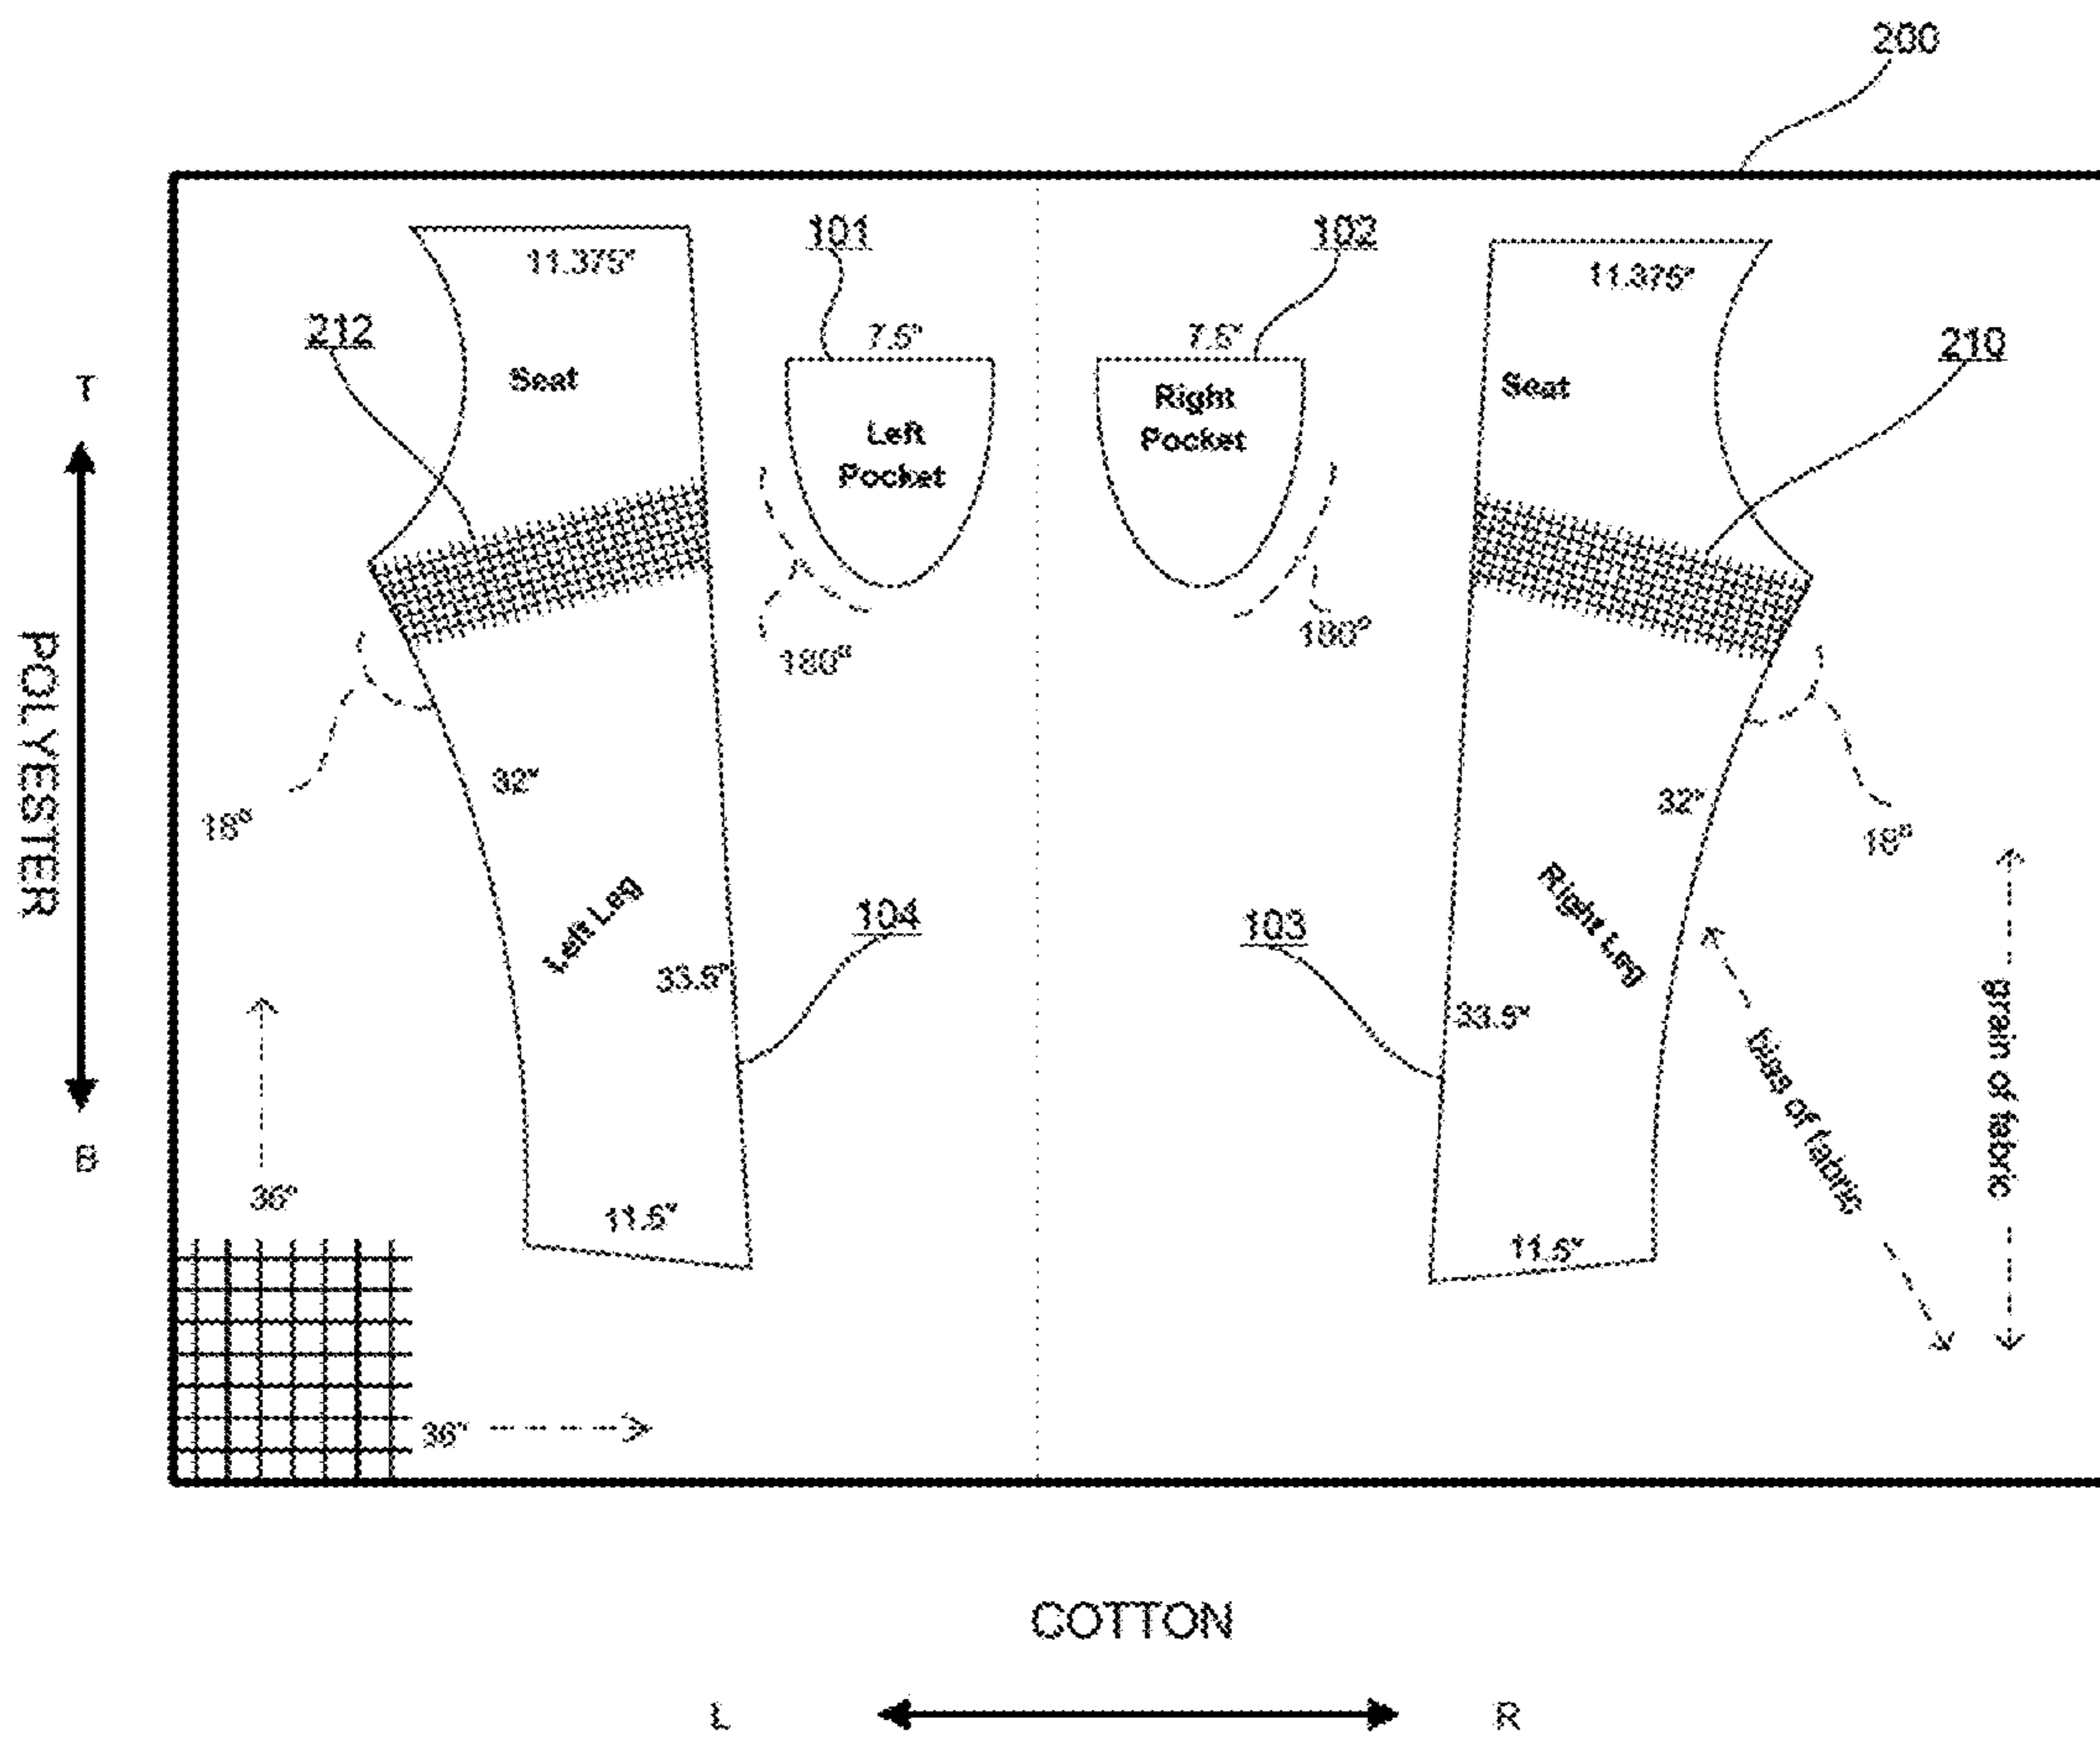 200
101
102
11.375"
11.375"
212
210
7.5"
7.5"
T
Seat
Seat
Left
Pocket
Right
Pocket
180°
180°
POLYESTER
32"
32"
18°
18°
Left Leg
Right Leg
104
103
33.5"
33.5"
grain of fabric
bias of fabric
B
36"
11.5"
11.5"
36"
COTTON
L
R